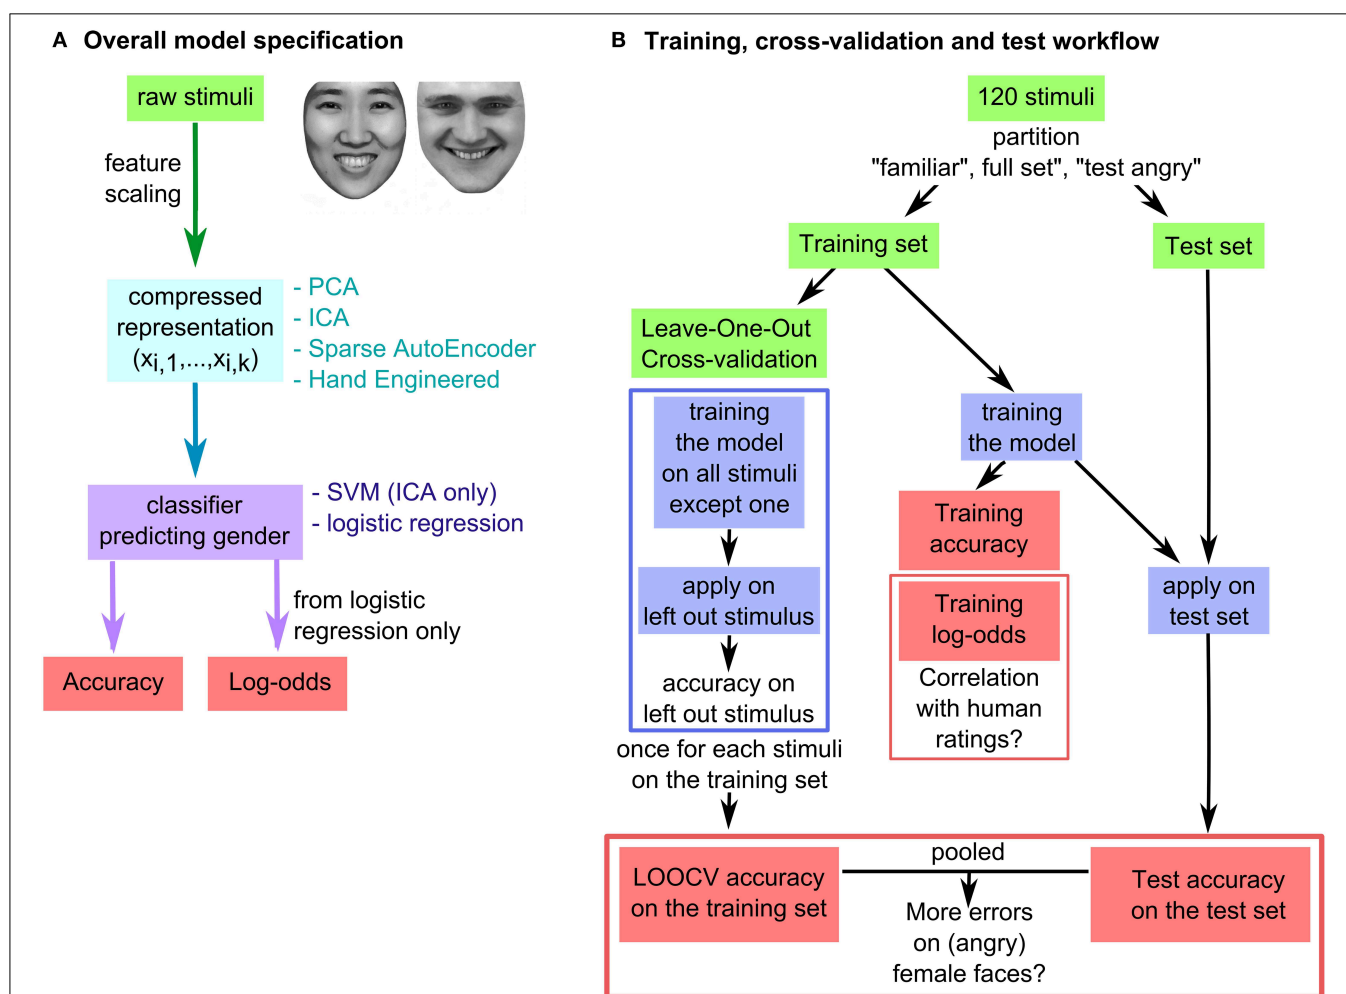 A Overall model specification
raw stimuli
feature
scaling
compressed
representation
(xi,1,...,xi,k)
- PCA
- ICA
- Sparse AutoEncoder
- Hand Engineered
classifier
predicting gender
- SVM (ICA only)
- logistic regression
from logistic
regression only
Accuracy
Log-odds
B Training, cross-validation and test workflow
120 stimuli
partition
"familiar", full set", "test angry"
Training set
Test set
Leave-One-Out
Cross-validation
training
the model
on all stimuli
except one
apply on
left out stimulus
accuracy on
left out stimulus
once for each stimuli
on the training set
training
the model
Training
accuracy
Training
log-odds
Correlation
with human
ratings?
apply on
test set
LOOCV accuracy
on the training set
pooled
More errors
on (angry)
female faces?
Test accuracy
on the test set